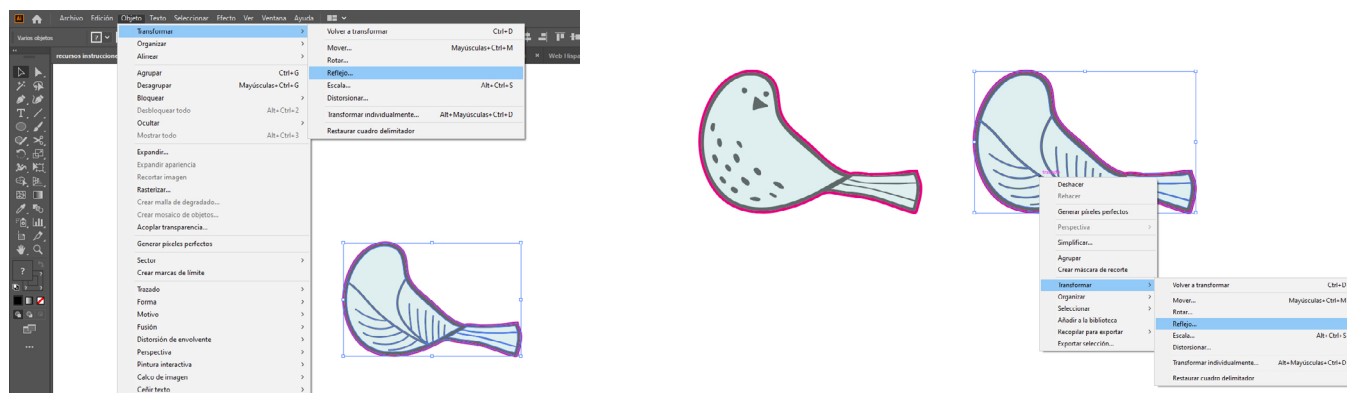 Archivo Edición Objeto Texto Seleccionar Efecto Ver Ventana Ayuda
Varios objetos
recursos instruccione
× Web Hispa
Transformar
Organizar
Alinear
Agrupar Ctrl+G
Desagrupar Mayúsculas+Ctrl+G
Bloquear
Desbloquear todo Alt+Ctrl+2
Ocultar
Mostrar todo Alt+Ctrl+3
Expandir...
Expandir apariencia
Recortar imagen
Rasterizar...
Crear malla de degradado...
Crear mosaico de objetos...
Acoplar transparencia...
Generar píxeles perfectos
Sector
Crear marcas de límite
Trazado
Forma
Motivo
Fusión
Distorsión de envolvente
Perspectiva
Pintura interactiva
Calco de imagen
Ceñir texto
Volver a transformar Ctrl+D
Mover... Mayúsculas+Ctrl+M
Rotar...
Reflejo...
Escala... Alt+Ctrl+S
Distorsionar...
Transformar individualmente... Alt+Mayúsculas+Ctrl+D
Restaurar cuadro delimitador
Deshacer
Rehacer
Generar píxeles perfectos
Perspectiva
Simplificar...
Agrupar
Crear máscara de recorte
Transformar
Organizar
Seleccionar
Añadir a la biblioteca
Recopilar para exportar
Exportar selección...
Volver a transformar Ctrl+D
Mover... Mayúsculas+Ctrl+M
Rotar...
Reflejo...
Escala... Alt+Ctrl+S
Distorsionar...
Transformar individualmente... Alt+Mayúsculas+Ctrl+D
Restaurar cuadro delimitador